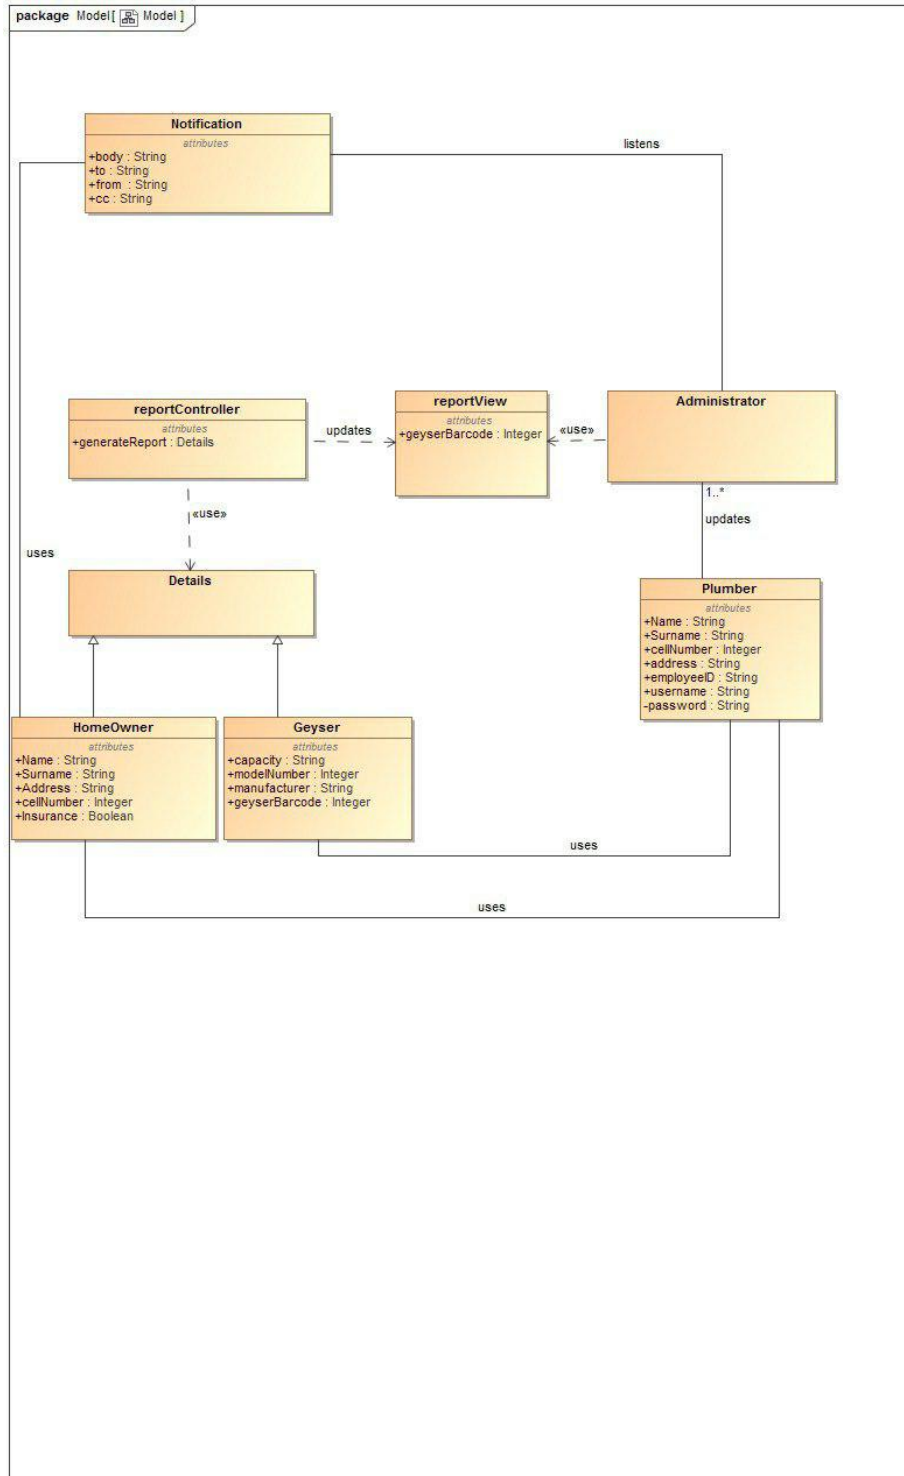 package Model [ Model ]
Notification
attributes
+body : String
+to : String
+from : String
+cc : String
listens
reportController
attributes
+generateReport : Details
updates
reportView
attributes
+geyserBarcode : Integer
«use»
Administrator
1..*
updates
«use»
uses
Details
Plumber
attributes
+Name : String
+Surname : String
+cellNumber : Integer
+address : String
+employeeID : String
+username : String
-password : String
HomeOwner
attributes
+Name : String
+Surname : String
+Address : String
+cellNumber : Integer
+Insurance : Boolean
Geyser
attributes
+capacity : String
+modelNumber : Integer
+manufacturer : String
+geyserBarcode : Integer
uses
uses